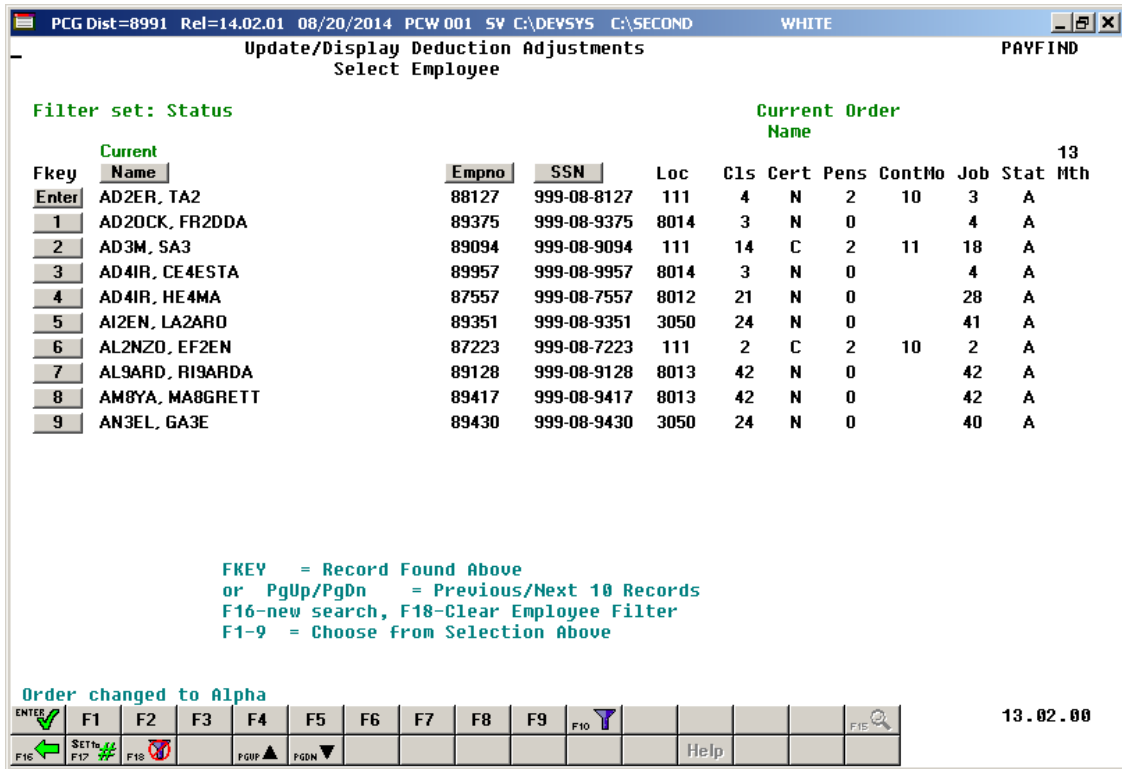 PCG Dist=8991 Rel=14.02.01 08/20/2014 PCW 001 SV C:\DEVSYS C:\SECOND WHITE
Update/Display Deduction Adjustments PAYFIND
Select Employee
Filter set: Status Current Order
Name
Current 13
Fkey Name Empno SSN Loc Cls Cert Pens ContMo Job Stat Mth
Enter AD2ER, TA2 88127 999-08-8127 111 4 N 2 10 3 A
1 AD2OCK, FR2DDA 89375 999-08-9375 8014 3 N 0 4 A
2 AD3M, SA3 89094 999-08-9094 111 14 C 2 11 18 A
3 AD4IR, CE4ESTA 89957 999-08-9957 8014 3 N 0 4 A
4 AD4IR, HE4MA 87557 999-08-7557 8012 21 N 0 28 A
5 AI2EN, LA2ARO 89351 999-08-9351 3050 24 N 0 41 A
6 AL2NZO, EF2EN 87223 999-08-7223 111 2 C 2 10 2 A
7 AL9ARD, RI9ARDA 89128 999-08-9128 8013 42 N 0 42 A
8 AM8YA, MA8GRETT 89417 999-08-9417 8013 42 N 0 42 A
9 AN3EL, GA3E 89430 999-08-9430 3050 24 N 0 40 A
FKEY = Record Found Above
or PgUp/PgDn = Previous/Next 10 Records
F16-new search, F18-Clear Employee Filter
F1-9 = Choose from Selection Above
Order changed to Alpha
ENTER F1 F2 F3 F4 F5 F6 F7 F8 F9 F10 F15 13.02.00
F16 SET to F17 # F18 PGUP PGDN Help